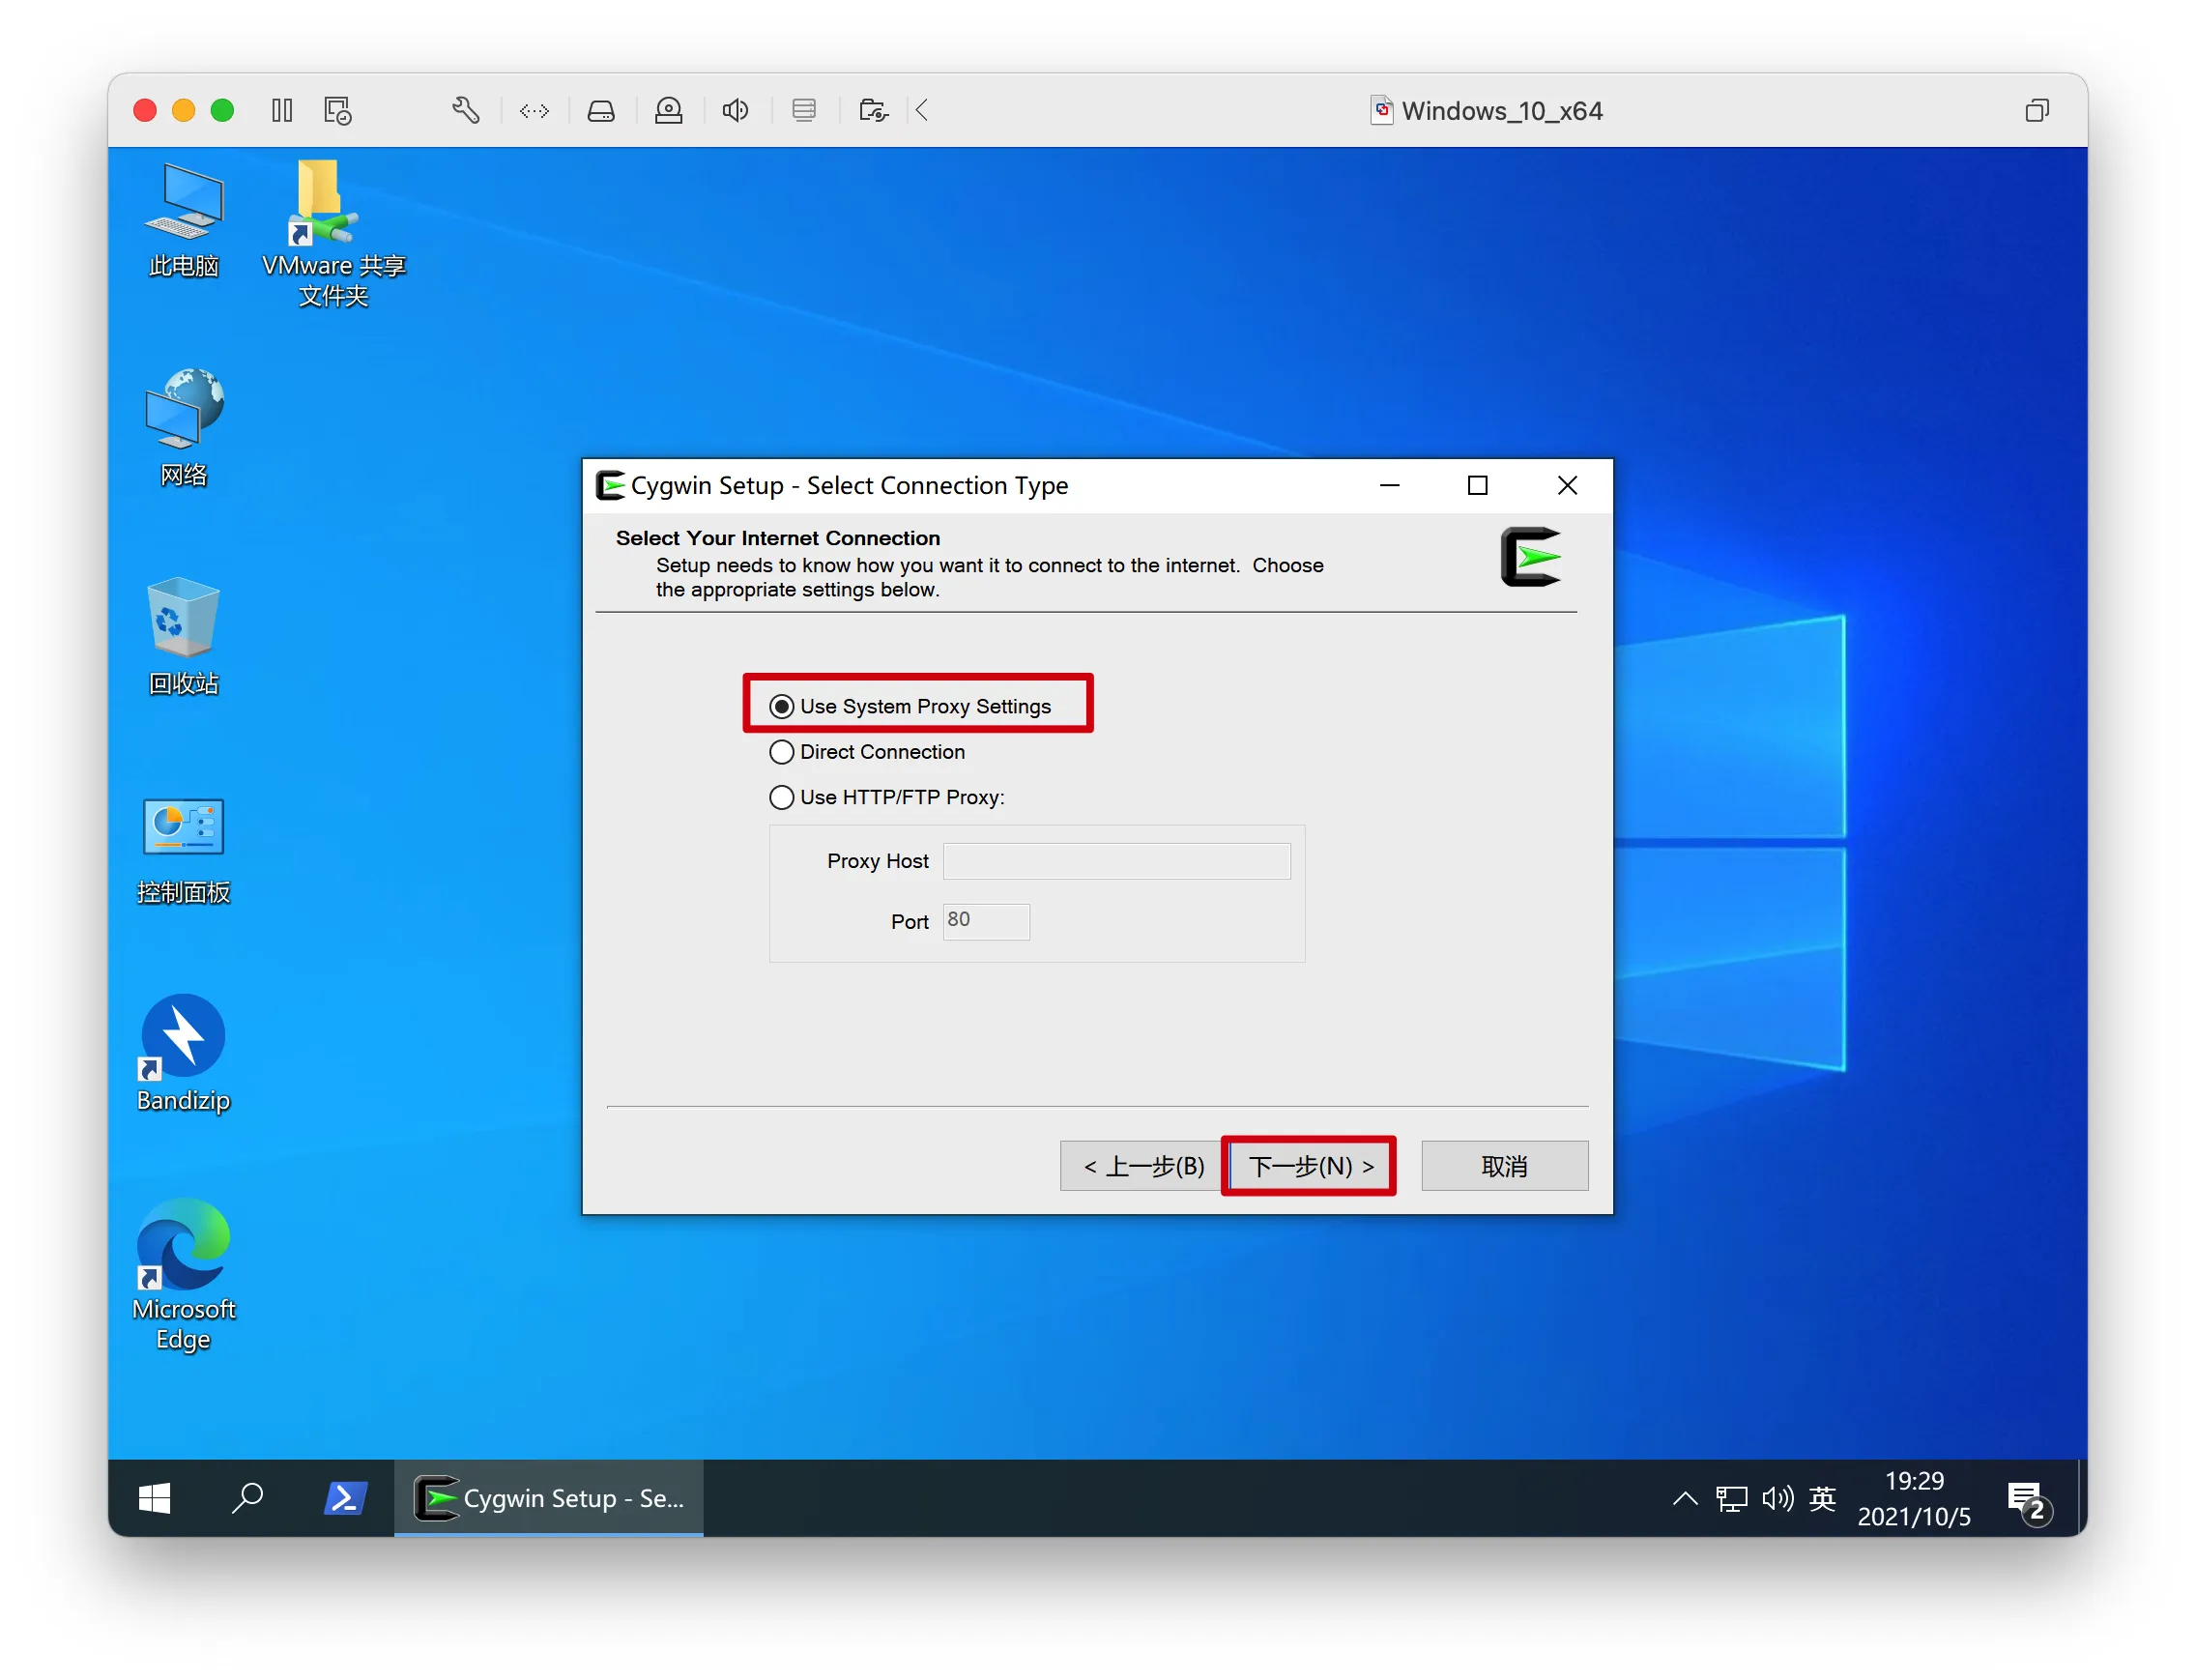 Windows_10_x64
此电脑
VMware 共享
文件夹
网络
回收站
控制面板
Bandizip
Microsoft
Edge
Cygwin Setup - Select Connection Type
Select Your Internet Connection
Setup needs to know how you want it to connect to the internet. Choose
the appropriate settings below.
Use System Proxy Settings
Direct Connection
Use HTTP/FTP Proxy:
Proxy Host
Port 80
< 上一步(B)
下一步(N) >
取消
Cygwin Setup - Se...
英
19:29
2021/10/5
2